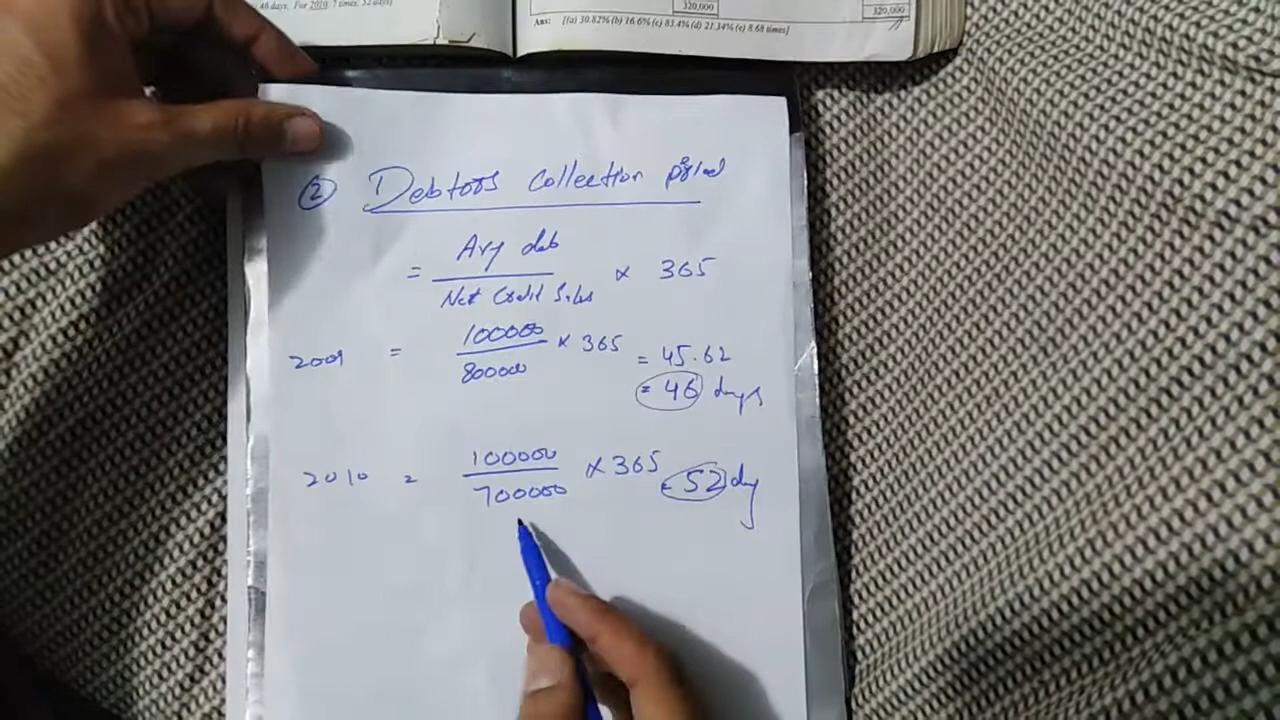 48 days, For 2010: 7 times, 52 days]
320,000
320,000
Ans: [(a) 30.82% (b) 16.6% (c) 83.4% (d) 21.34% (e) 8.68 times]
② Debtors Collection period
= Avg deb / Net Credit Sales × 365
2009 = 100000 / 800000 × 365 = 45.62
= 46 days
2010 = 100000 / 700000 × 365 = 52 day